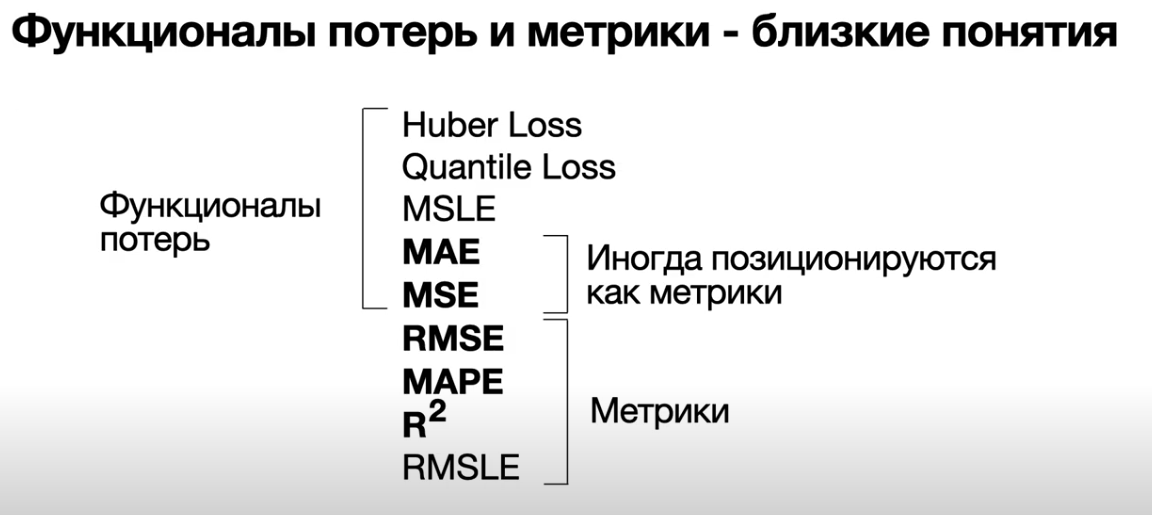 Функционалы потерь и метрики - близкие понятия
Функционалы
потерь
Huber Loss
Quantile Loss
MSLE
MAE
MSE
Иногда позиционируются
как метрики
RMSE
MAPE
R²
RMSLE
Метрики